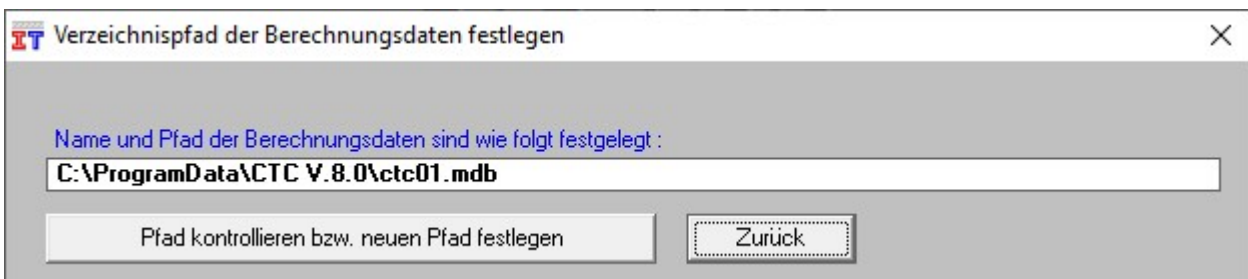 IT Verzeichnispfad der Berechnungsdaten festlegen
Name und Pfad der Berechnungsdaten sind wie folgt festgelegt :
C:\ProgramData\CTC V.8.0\ctc01.mdb
Pfad kontrollieren bzw. neuen Pfad festlegen Zurück